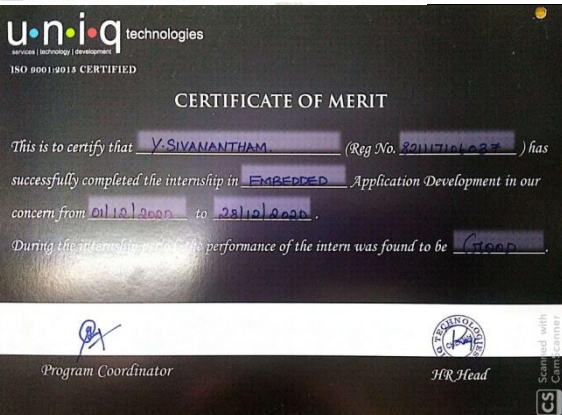 u•n•i•q technologies
services | technology | development
ISO 9001:2015 CERTIFIED
CERTIFICATE OF MERIT
This is to certify that Y.SIVANANTHAM. (Reg No. 821117106037) has
successfully completed the internship in EMBEDDED Application Development in our
concern from 01/12/2020 to 28/12/2020.
During the internship period, the performance of the intern was found to be GOOD.
TECHNOLOGIES
Program Coordinator
HR Head
CS Scanned with
CamScanner